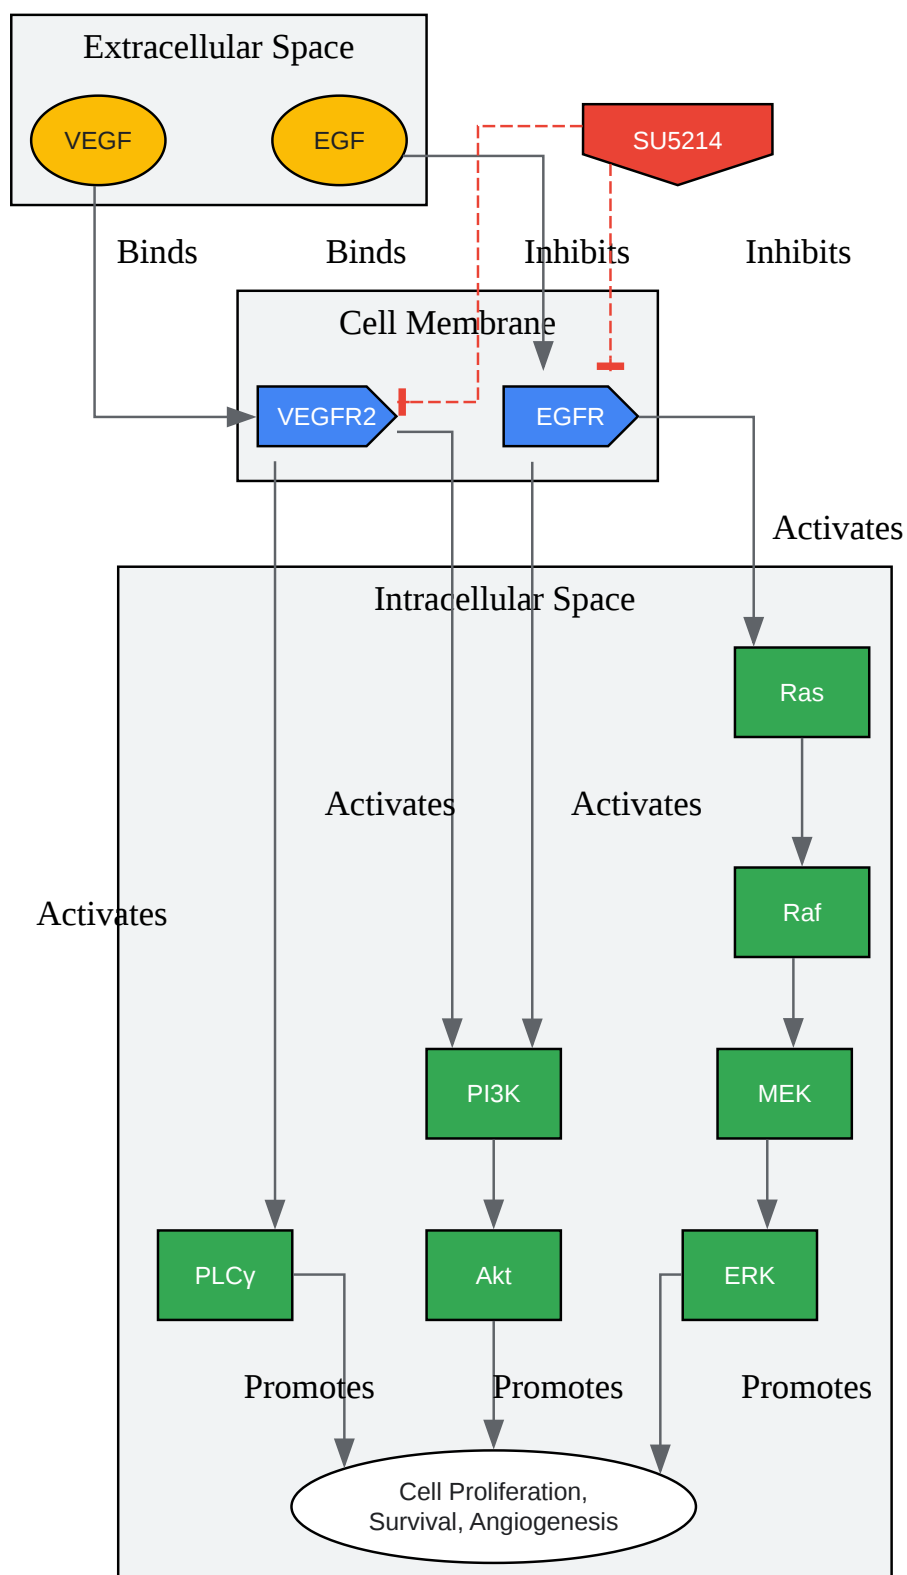 Extracellular Space
VEGF
EGF
SU5214
Binds
Binds
Inhibits
Inhibits
Cell Membrane
VEGFR2
EGFR
Activates
Intracellular Space
Ras
Activates
Activates
Activates
Raf
PI3K
MEK
PLCγ
Akt
ERK
Promotes
Promotes
Promotes
Cell Proliferation,
Survival, Angiogenesis